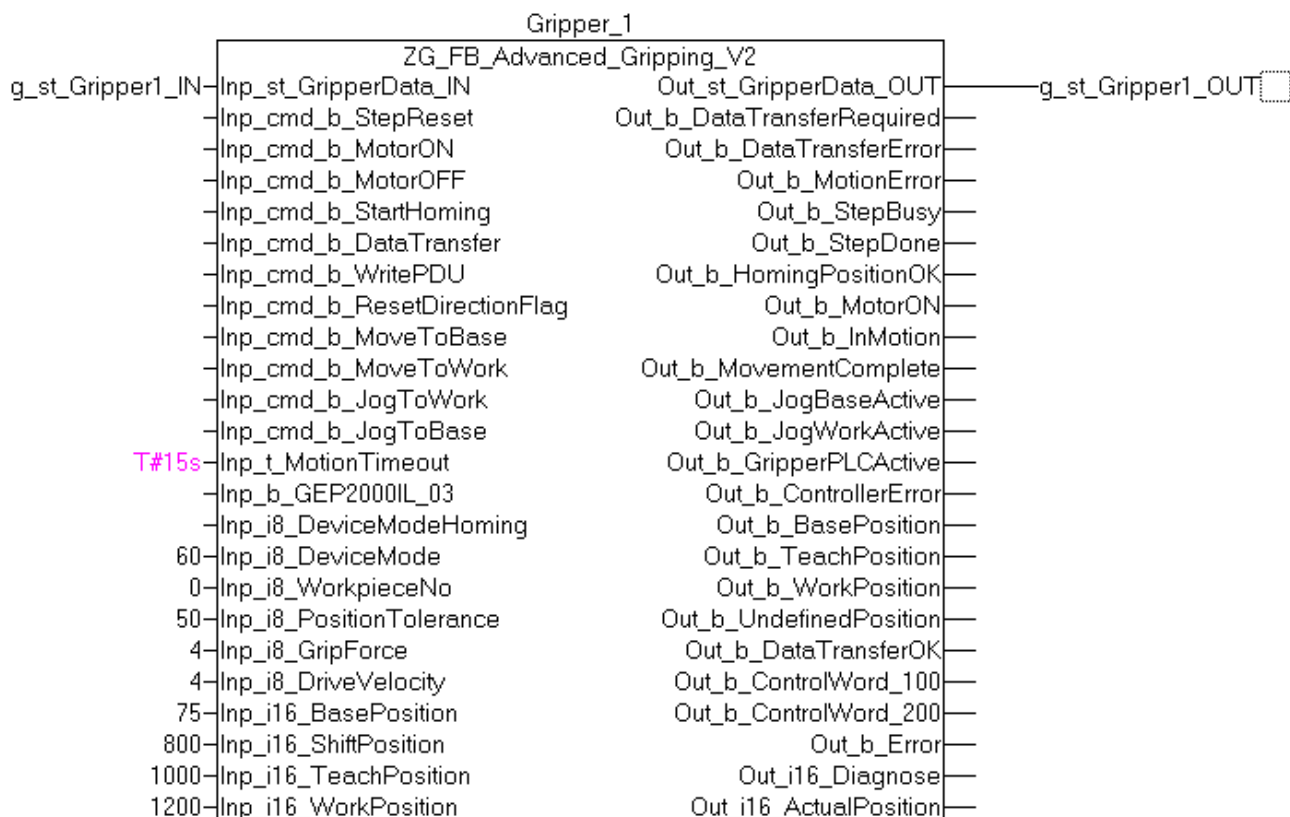 Gripper_1
ZG_FB_Advanced_Gripping_V2
g_st_Gripper1_IN Inp_st_GripperData_IN Out_st_GripperData_OUT g_st_Gripper1_OUT
Inp_cmd_b_StepReset Out_b_DataTransferRequired
Inp_cmd_b_MotorON Out_b_DataTransferError
Inp_cmd_b_MotorOFF Out_b_MotionError
Inp_cmd_b_StartHoming Out_b_StepBusy
Inp_cmd_b_DataTransfer Out_b_StepDone
Inp_cmd_b_WritePDU Out_b_HomingPositionOK
Inp_cmd_b_ResetDirectionFlag Out_b_MotorON
Inp_cmd_b_MoveToBase Out_b_InMotion
Inp_cmd_b_MoveToWork Out_b_MovementComplete
Inp_cmd_b_JogToWork Out_b_JogBaseActive
Inp_cmd_b_JogToBase Out_b_JogWorkActive
T#15s Inp_t_MotionTimeout Out_b_GripperPLCActive
Inp_b_GEP2000IL_03 Out_b_ControllerError
Inp_i8_DeviceModeHoming Out_b_BasePosition
60 Inp_i8_DeviceMode Out_b_TeachPosition
0 Inp_i8_WorkpieceNo Out_b_WorkPosition
50 Inp_i8_PositionTolerance Out_b_UndefinedPosition
4 Inp_i8_GripForce Out_b_DataTransferOK
4 Inp_i8_DriveVelocity Out_b_ControlWord_100
75 Inp_i16_BasePosition Out_b_ControlWord_200
800 Inp_i16_ShiftPosition Out_b_Error
1000 Inp_i16_TeachPosition Out_i16_Diagnose
1200 Inp_i16_WorkPosition Out_i16_ActualPosition